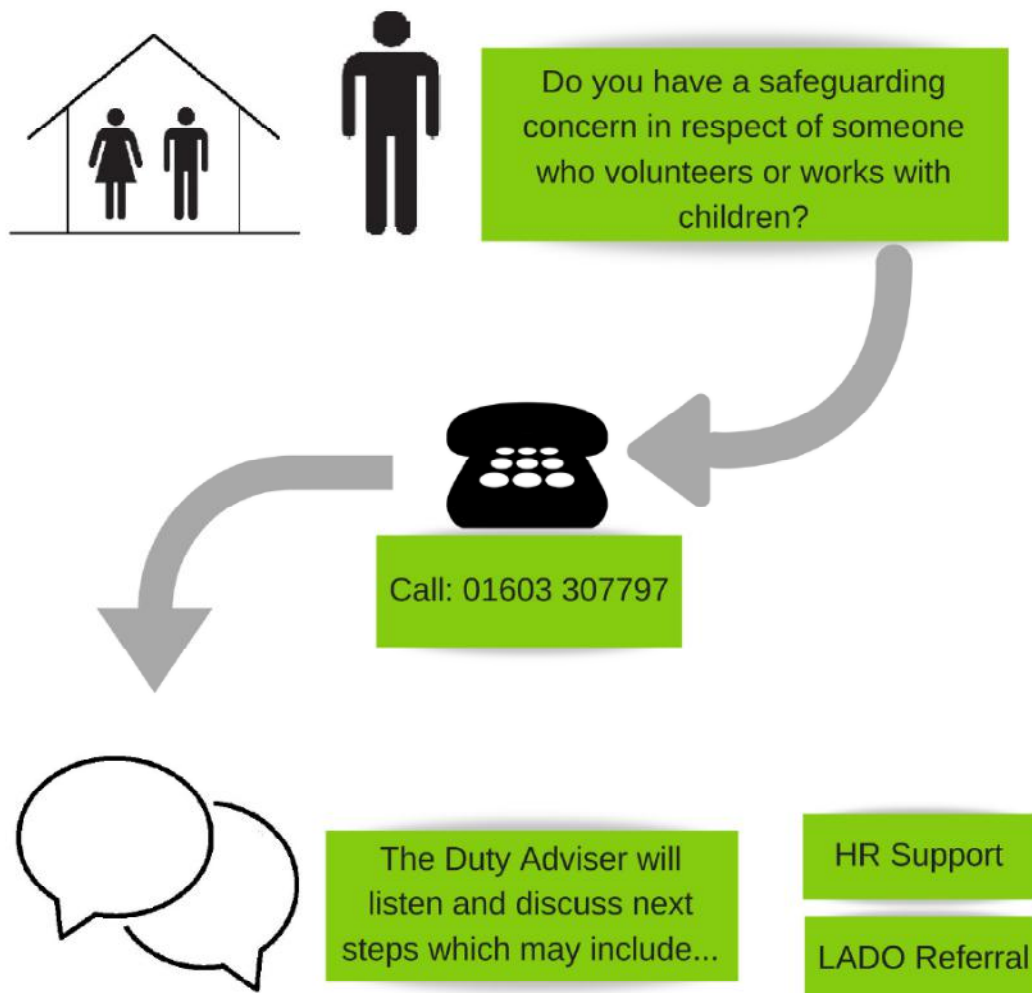 Do you have a safeguarding
concern in respect of someone
who volunteers or works with
children?
Call: 01603 307797
The Duty Adviser will
listen and discuss next
steps which may include...
HR Support
LADO Referral